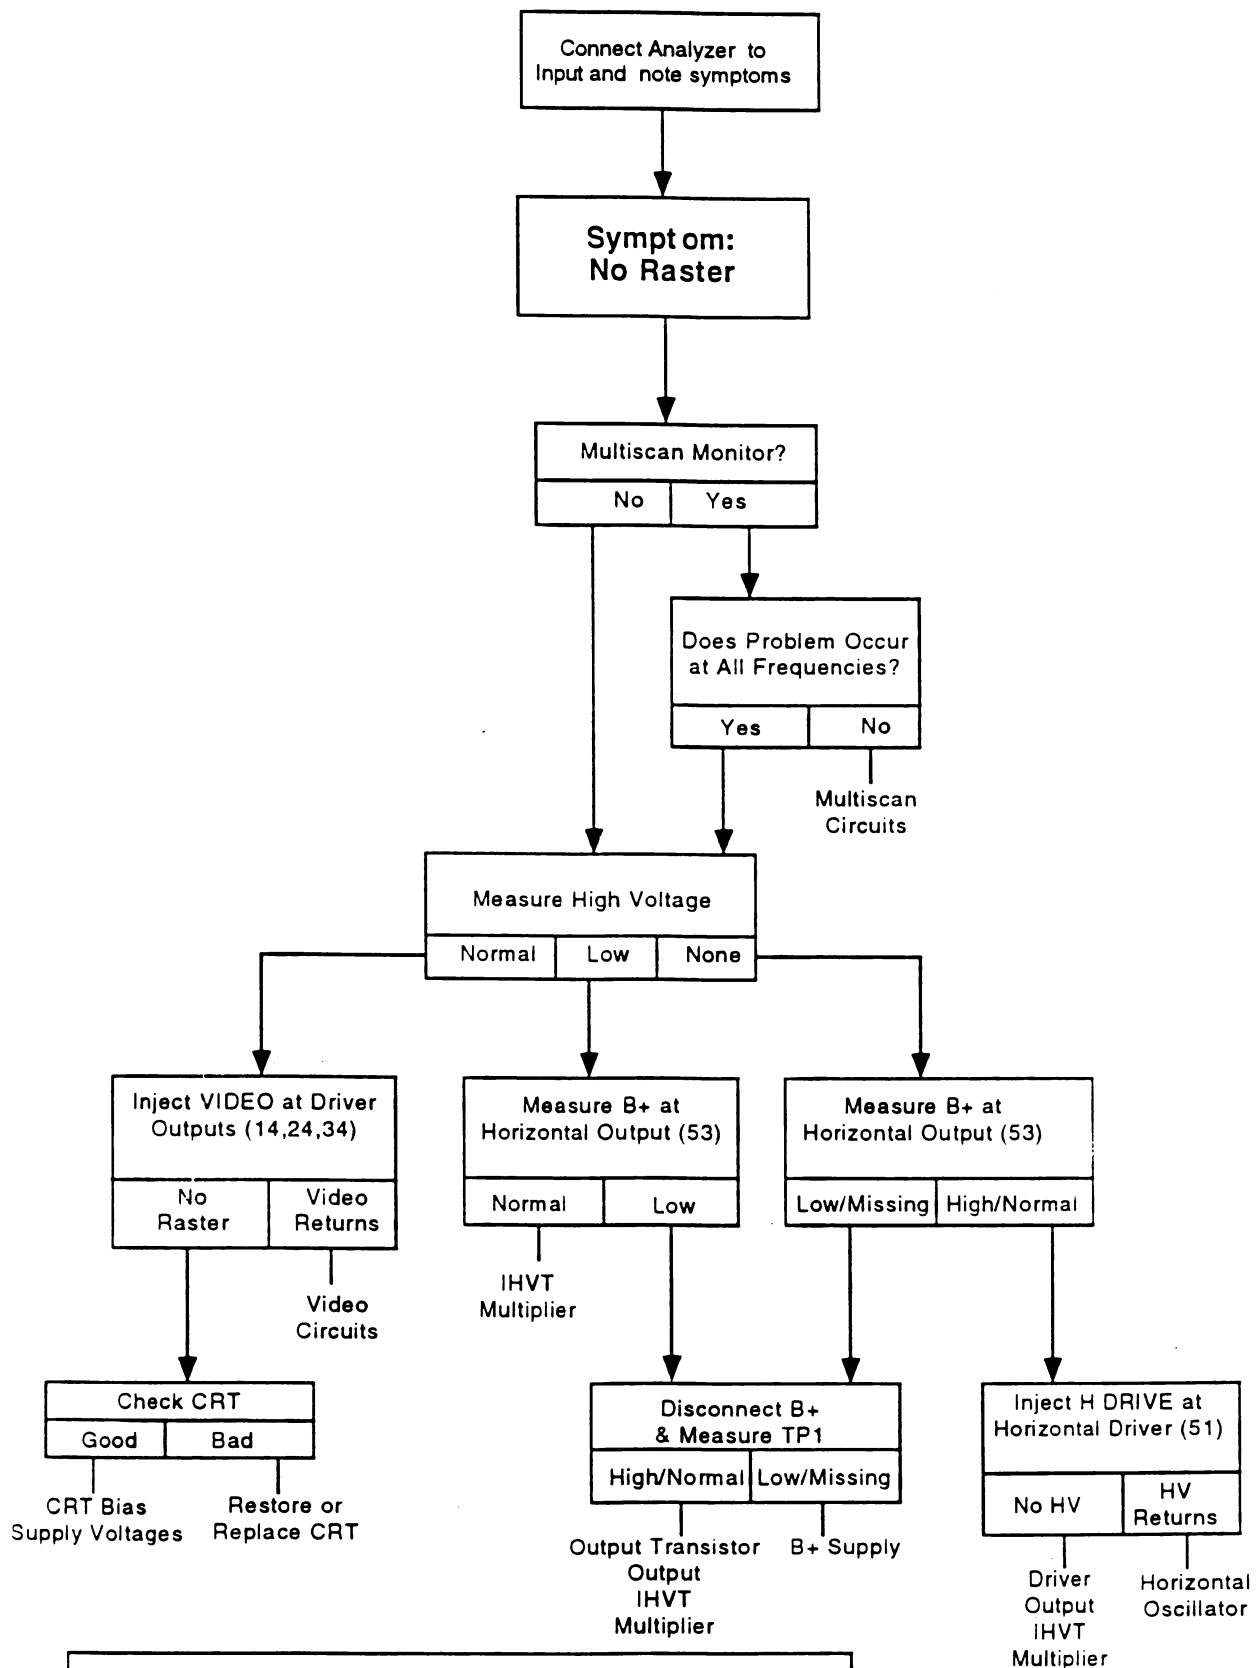 Connect Analyzer to
Input and note symptoms
Symptom:
No Raster
Multiscan Monitor?
No
Yes
Does Problem Occur
at All Frequencies?
Yes
No
Multiscan
Circuits
Measure High Voltage
Normal
Low
None
Inject VIDEO at Driver
Outputs (14,24,34)
No
Raster
Video
Returns
Video
Circuits
Measure B+ at
Horizontal Output (53)
Normal
Low
IHVT
Multiplier
Measure B+ at
Horizontal Output (53)
Low/Missing
High/Normal
Check CRT
Good
Bad
CRT Bias
Supply Voltages
Restore or
Replace CRT
Disconnect B+
& Measure TP1
High/Normal
Low/Missing
Output Transistor
Output
IHVT
Multiplier
B+ Supply
Inject H DRIVE at
Horizontal Driver (51)
No HV
HV
Returns
Driver
Output
IHVT
Multiplier
Horizontal
Oscillator